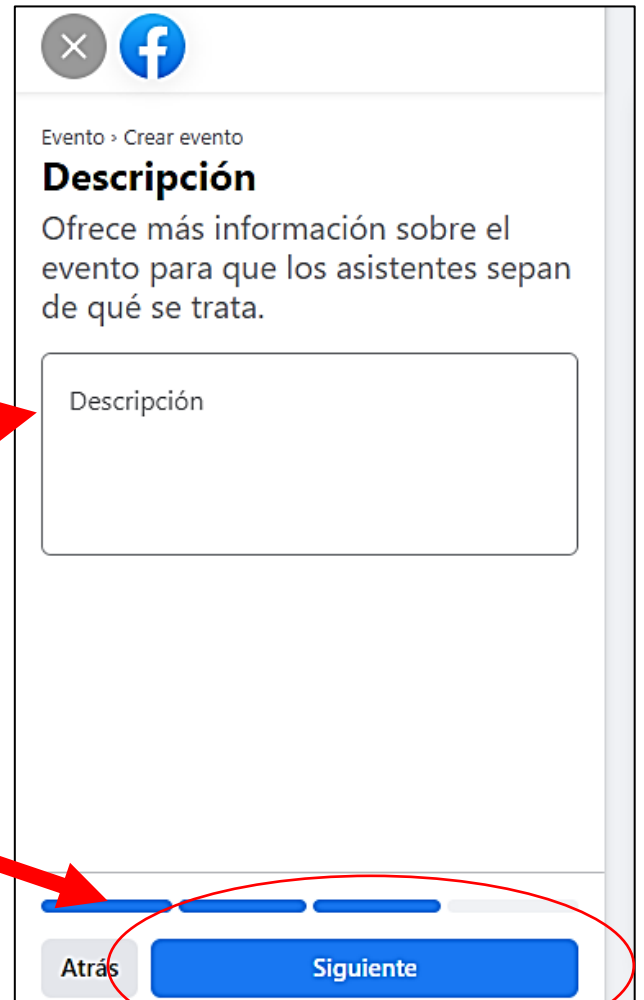 Evento › Crear evento
Descripción
Ofrece más información sobre el
evento para que los asistentes sepan
de qué se trata.
Descripción
Atrás
Siguiente